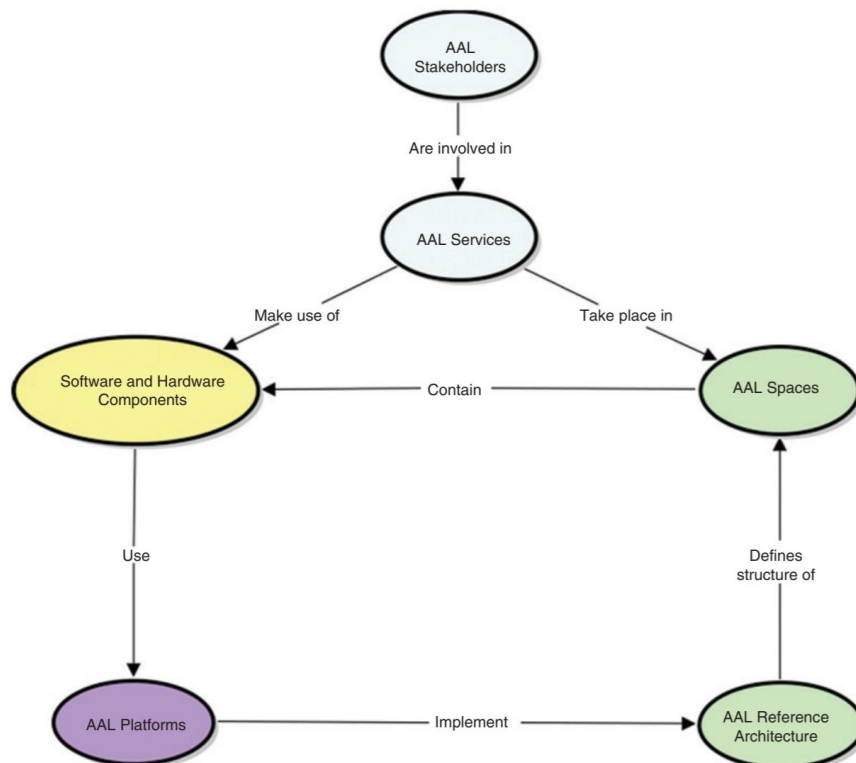 AAL
Stakeholders
Are involved in
AAL Services
Make use of
Take place in
Software and Hardware
Components
Contain
AAL Spaces
Use
Defines
structure of
AAL Platforms
Implement
AAL Reference
Architecture